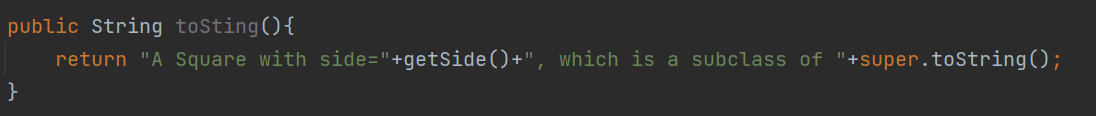 public String toSting(){
return "A Square with side="+getSide()+", which is a subclass of "+super.toString();
}